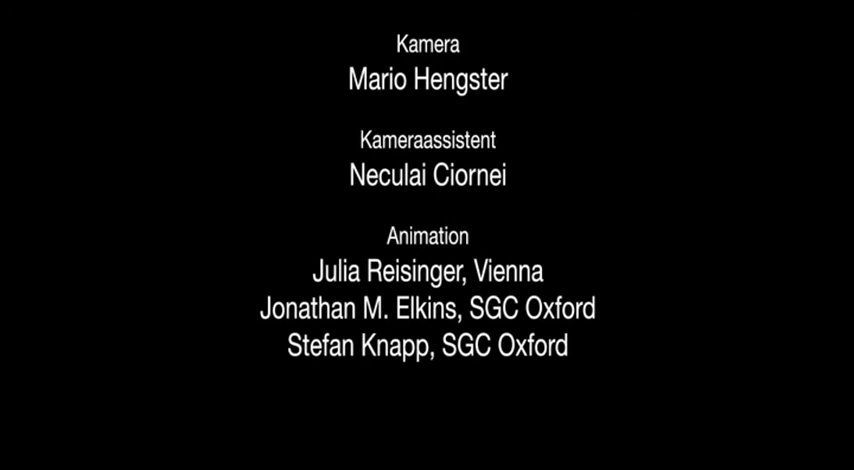 Kamera
Mario Hengster
Kameraassistent
Neculai Ciornei
Animation
Julia Reisinger, Vienna
Jonathan M. Elkins, SGC Oxford
Stefan Knapp, SGC Oxford